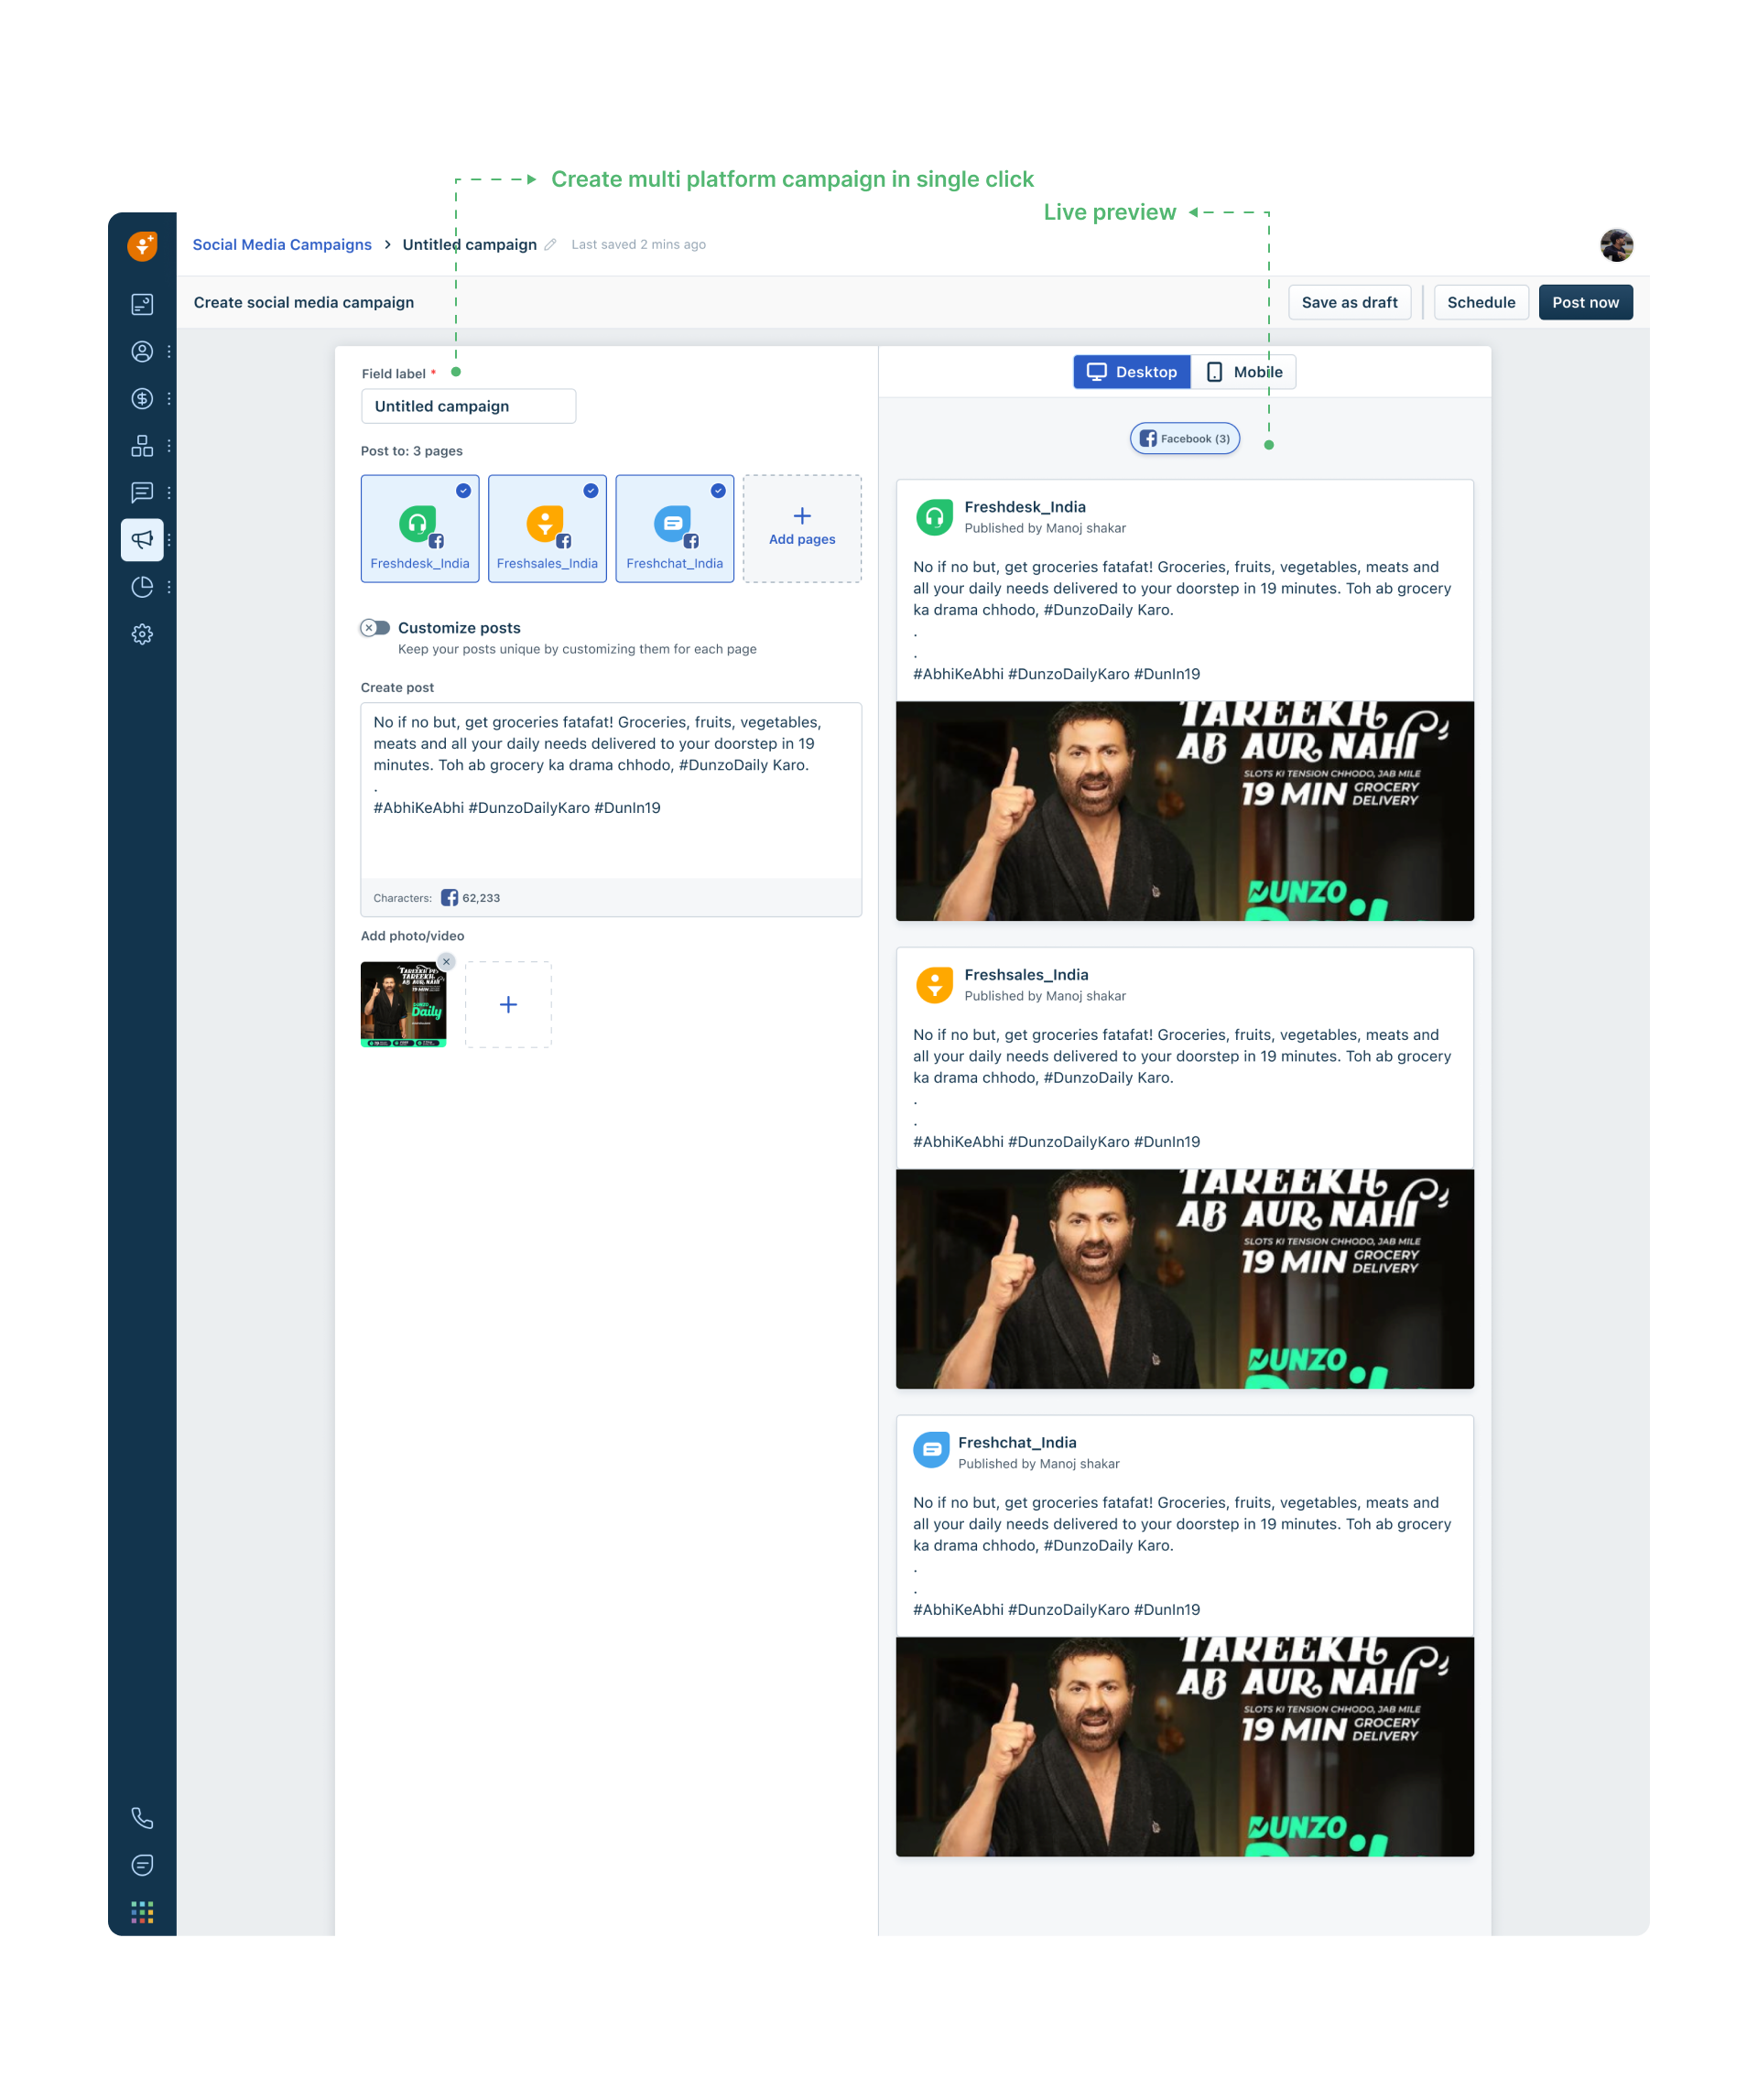 Create multi platform campaign in single click
Live preview
Social Media Campaigns > Untitled campaign Last saved 2 mins ago
Create social media campaign
Save as draft Schedule Post now
Field label *
Untitled campaign
Post to: 3 pages
Freshdesk_India
Freshsales_India
Freshchat_India
+
Add pages
Customize posts
Keep your posts unique by customizing them for each page
Create post
No if no but, get groceries fatafat! Groceries, fruits, vegetables,
meats and all your daily needs delivered to your doorstep in 19
minutes. Toh ab grocery ka drama chhodo, #DunzoDaily Karo.
.
#AbhiKeAbhi #DunzoDailyKaro #DunIn19
Characters: 62,233
Add photo/video
TAREEKH
AB AUR NAHI
19 MIN
DUNZO
Daily
+
Desktop Mobile
Facebook (3)
Freshdesk_India
Published by Manoj shakar
No if no but, get groceries fatafat! Groceries, fruits, vegetables, meats and
all your daily needs delivered to your doorstep in 19 minutes. Toh ab grocery
ka drama chhodo, #DunzoDaily Karo.
.
.
#AbhiKeAbhi #DunzoDailyKaro #DunIn19
TAREEKH
AB AUR NAHI
SLOTS KI TENSION CHHODO, JAB MILE
19 MIN GROCERY
DELIVERY
DUNZO
Daily
Freshsales_India
Published by Manoj shakar
No if no but, get groceries fatafat! Groceries, fruits, vegetables, meats and
all your daily needs delivered to your doorstep in 19 minutes. Toh ab grocery
ka drama chhodo, #DunzoDaily Karo.
.
.
#AbhiKeAbhi #DunzoDailyKaro #DunIn19
TAREEKH
AB AUR NAHI
SLOTS KI TENSION CHHODO, JAB MILE
19 MIN GROCERY
DELIVERY
DUNZO
Daily
Freshchat_India
Published by Manoj shakar
No if no but, get groceries fatafat! Groceries, fruits, vegetables, meats and
all your daily needs delivered to your doorstep in 19 minutes. Toh ab grocery
ka drama chhodo, #DunzoDaily Karo.
.
.
#AbhiKeAbhi #DunzoDailyKaro #DunIn19
TAREEKH
AB AUR NAHI
SLOTS KI TENSION CHHODO, JAB MILE
19 MIN GROCERY
DELIVERY
DUNZO
Daily